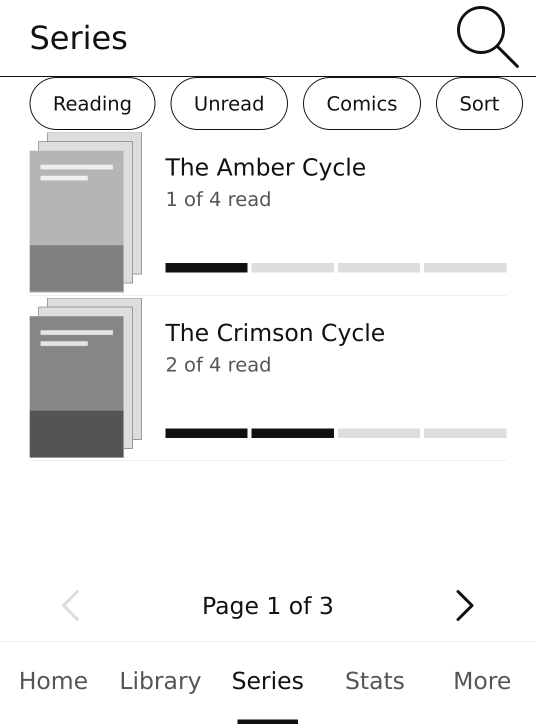 Series
Reading
Unread
Comics
Sort
The Amber Cycle
1 of 4 read
The Crimson Cycle
2 of 4 read
Page 1 of 3
Home
Library
Series
Stats
More